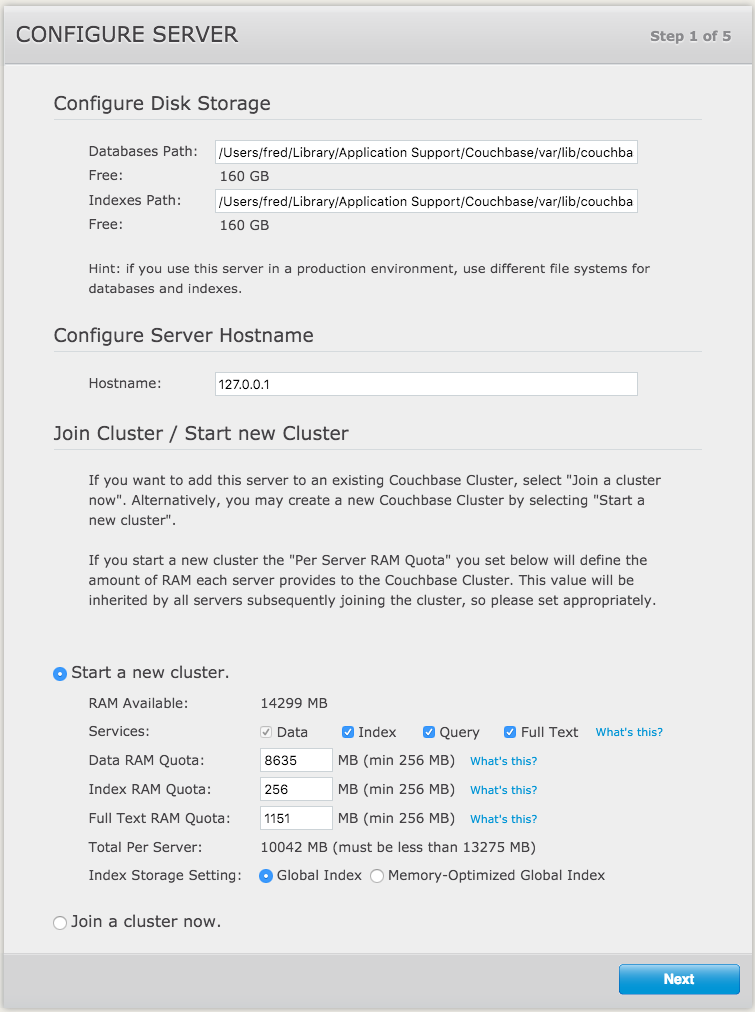 CONFIGURE SERVER Step 1 of 5
Configure Disk Storage
Databases Path: /Users/fred/Library/Application Support/Couchbase/var/lib/couchba
Free: 160 GB
Indexes Path: /Users/fred/Library/Application Support/Couchbase/var/lib/couchba
Free: 160 GB
Hint: if you use this server in a production environment, use different file systems for
databases and indexes.
Configure Server Hostname
Hostname: 127.0.0.1
Join Cluster / Start new Cluster
If you want to add this server to an existing Couchbase Cluster, select "Join a cluster
now". Alternatively, you may create a new Couchbase Cluster by selecting "Start a
new cluster".
If you start a new cluster the "Per Server RAM Quota" you set below will define the
amount of RAM each server provides to the Couchbase Cluster. This value will be
inherited by all servers subsequently joining the cluster, so please set appropriately.
Start a new cluster.
RAM Available: 14299 MB
Services: Data Index Query Full Text What's this?
Data RAM Quota: 8635 MB (min 256 MB) What's this?
Index RAM Quota: 256 MB (min 256 MB) What's this?
Full Text RAM Quota: 1151 MB (min 256 MB) What's this?
Total Per Server: 10042 MB (must be less than 13275 MB)
Index Storage Setting: Global Index Memory-Optimized Global Index
Join a cluster now.
Next